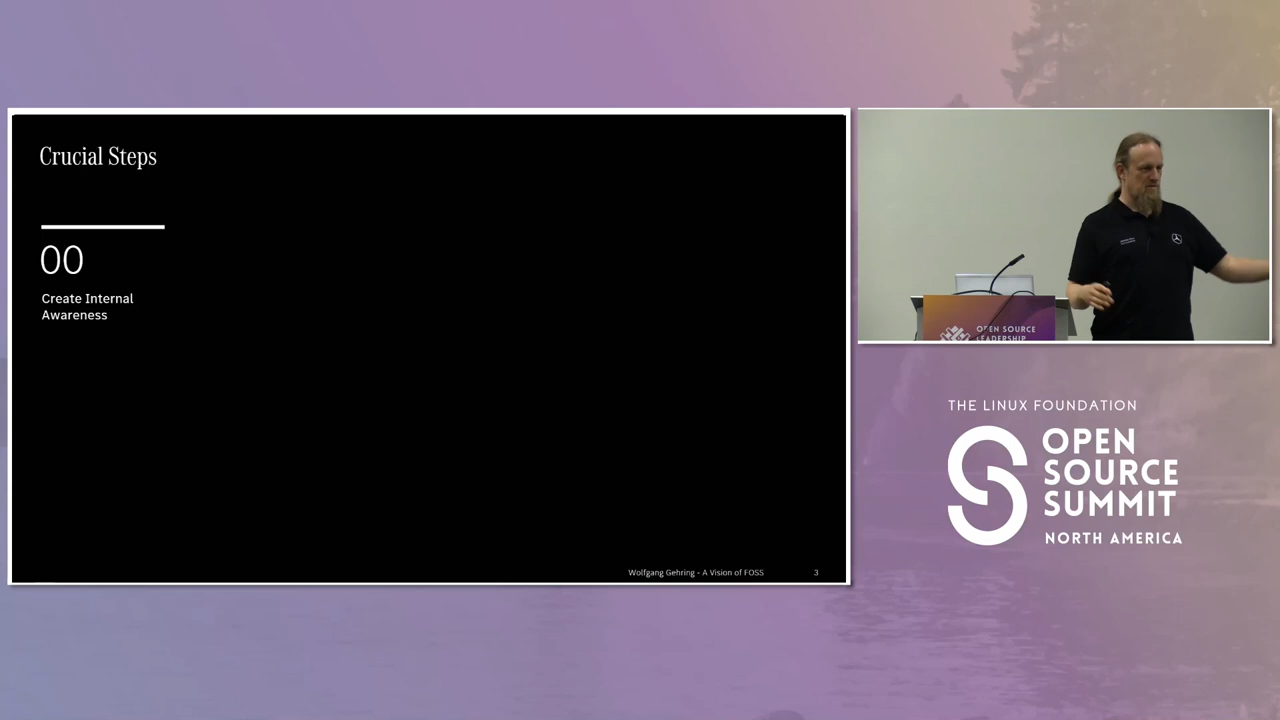 Crucial Steps
00
Create Internal
Awareness
Wolfgang Gehring - A Vision of FOSS
3
OPEN SOURCE
LEADERSHIP
THE LINUX FOUNDATION
OPEN
SOURCE
SUMMIT
NORTH AMERICA